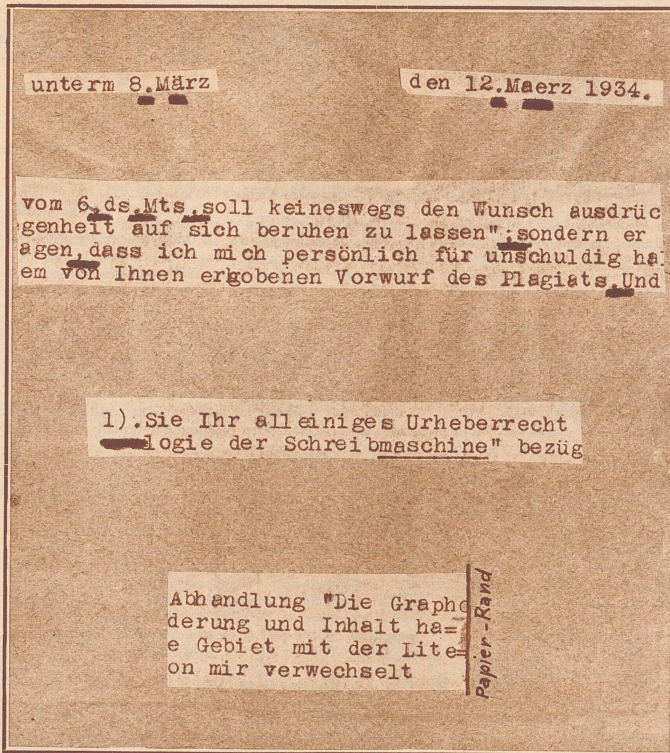 unterm 8.März
den 12.Maerz 1934.
vom 6.ds.Mts.soll keineswegs den Wunsch ausdrüc
genheit auf sich beruhen zu lassen";sondern er
agen,dass ich mich persönlich für unschuldig hal
em von Ihnen erhobenen Vorwurf des Plagiats.Und
1).Sie Ihr alleiniges Urheberrecht
logie der Schreibmaschine" bezüg
Abhandlung "Die Grapho
derung und Inhalt ha=
e Gebiet mit der Lite=
on mir verwechselt
Papier-Rand